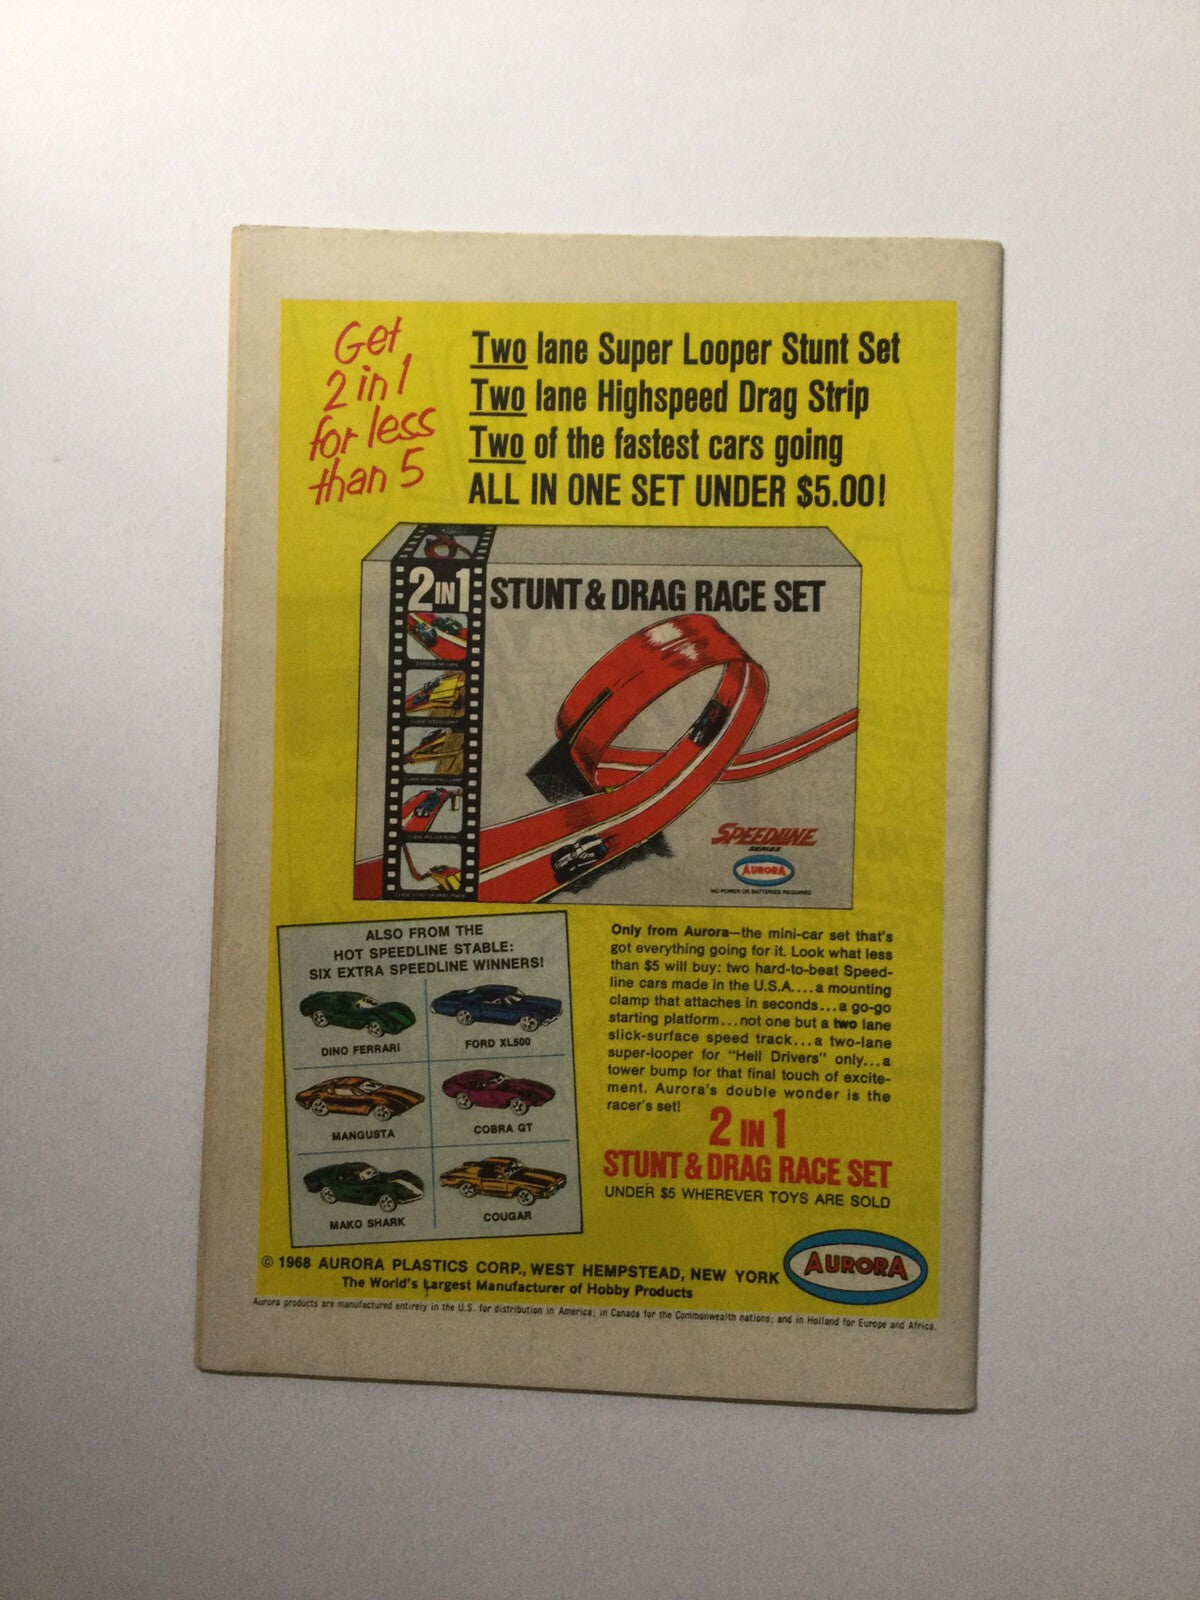 Get
2 in 1
for less
than 5
Two lane Super Looper Stunt Set
Two lane Highspeed Drag Strip
Two of the fastest cars going
ALL IN ONE SET UNDER $5.00!
2 IN 1 STUNT & DRAG RACE SET
SPEEDLINE
SERIES
AURORA
NO POWER OR BATTERIES REQUIRED
ALSO FROM THE
HOT SPEEDLINE STABLE:
SIX EXTRA SPEEDLINE WINNERS!
DINO FERRARI
FORD XL500
MANGUSTA
COBRA GT
MAKO SHARK
COUGAR
Only from Aurora—the mini-car set that's
got everything going for it. Look what less
than $5 will buy: two hard-to-beat Speed-
line cars made in the U.S.A....a mounting
clamp that attaches in seconds...a go-go
starting platform...not one but a two lane
slick-surface speed track...a two-lane
super-looper for "Hell Drivers" only...a
tower bump for that final touch of excite-
ment. Aurora's double wonder is the
racer's set!
2 IN 1
STUNT & DRAG RACE SET
UNDER $5 WHEREVER TOYS ARE SOLD
© 1968 AURORA PLASTICS CORP., WEST HEMPSTEAD, NEW YORK
The World's Largest Manufacturer of Hobby Products
AURORA
Aurora products are manufactured entirely in the U.S. for distribution in America; in Canada for the Commonwealth nations; and in Holland for Europe and Africa.